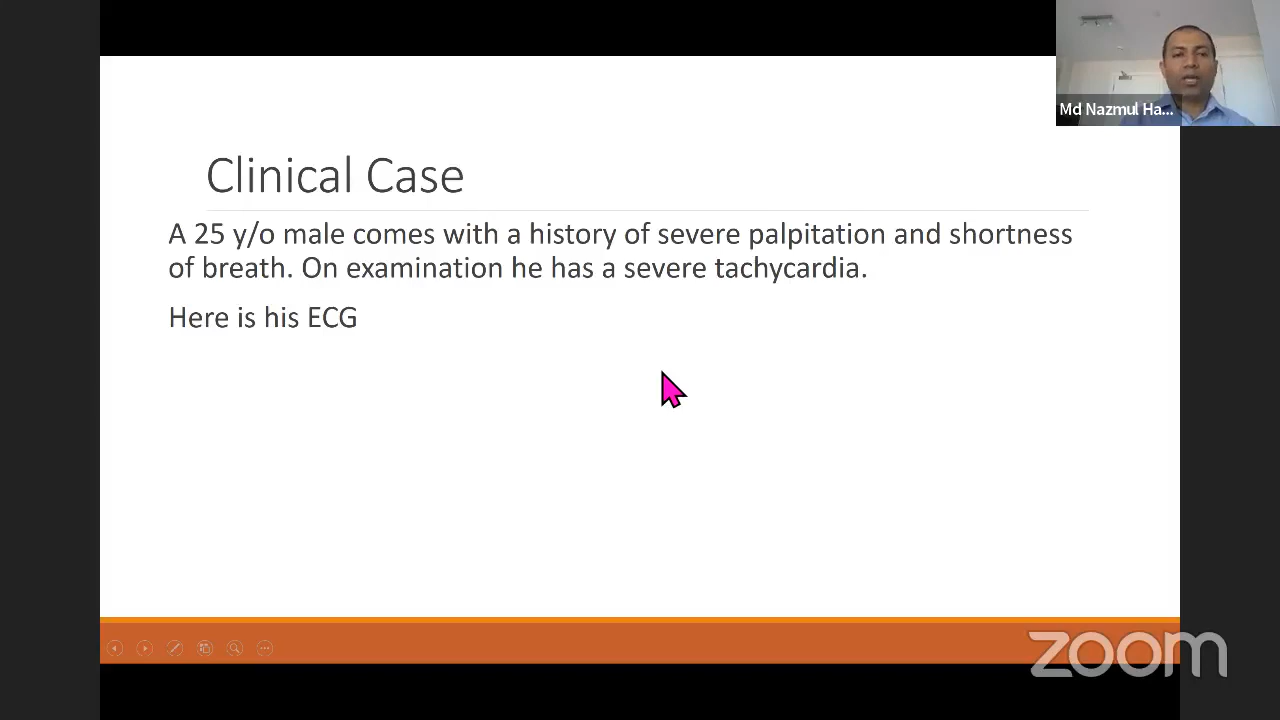 Md Nazmul Ha...
Clinical Case
A 25 y/o male comes with a history of severe palpitation and shortness
of breath. On examination he has a severe tachycardia.
Here is his ECG
zoom